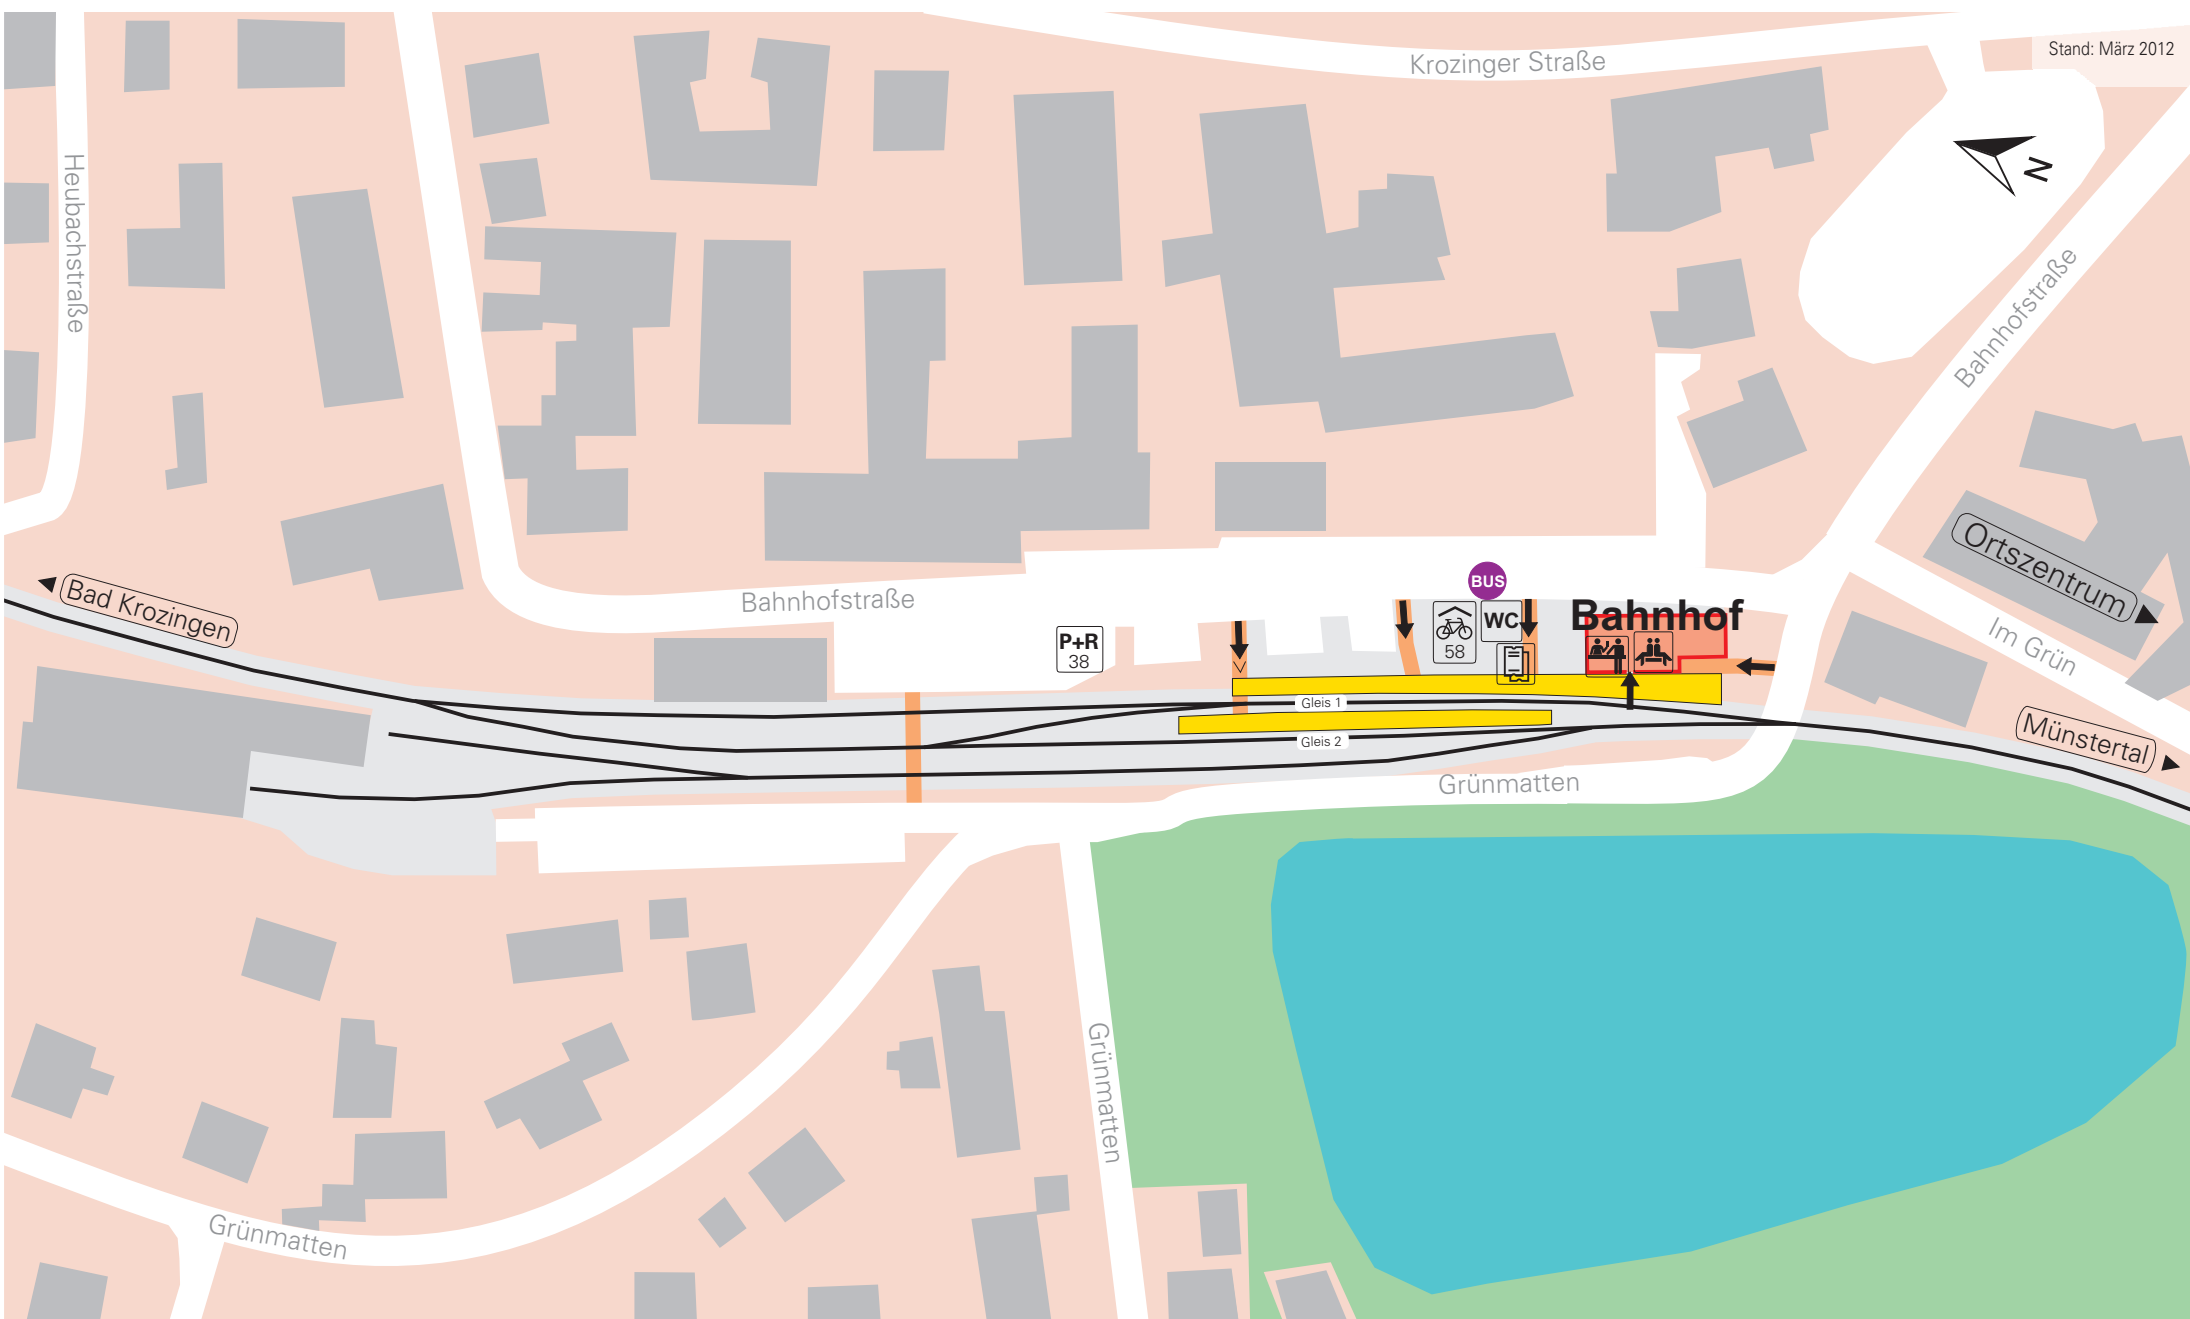 Krozinger Straße
Stand: März 2012
N
Heubachstraße
Bahnhofstraße
Ortszentrum
Bad Krozingen
Bahnhofstraße
BUS
P+R
38
58
WC
Bahnhof
Im Grün
Gleis 1
Gleis 2
Münstertal
Grünmatten
Grünmatten
Grünmatten